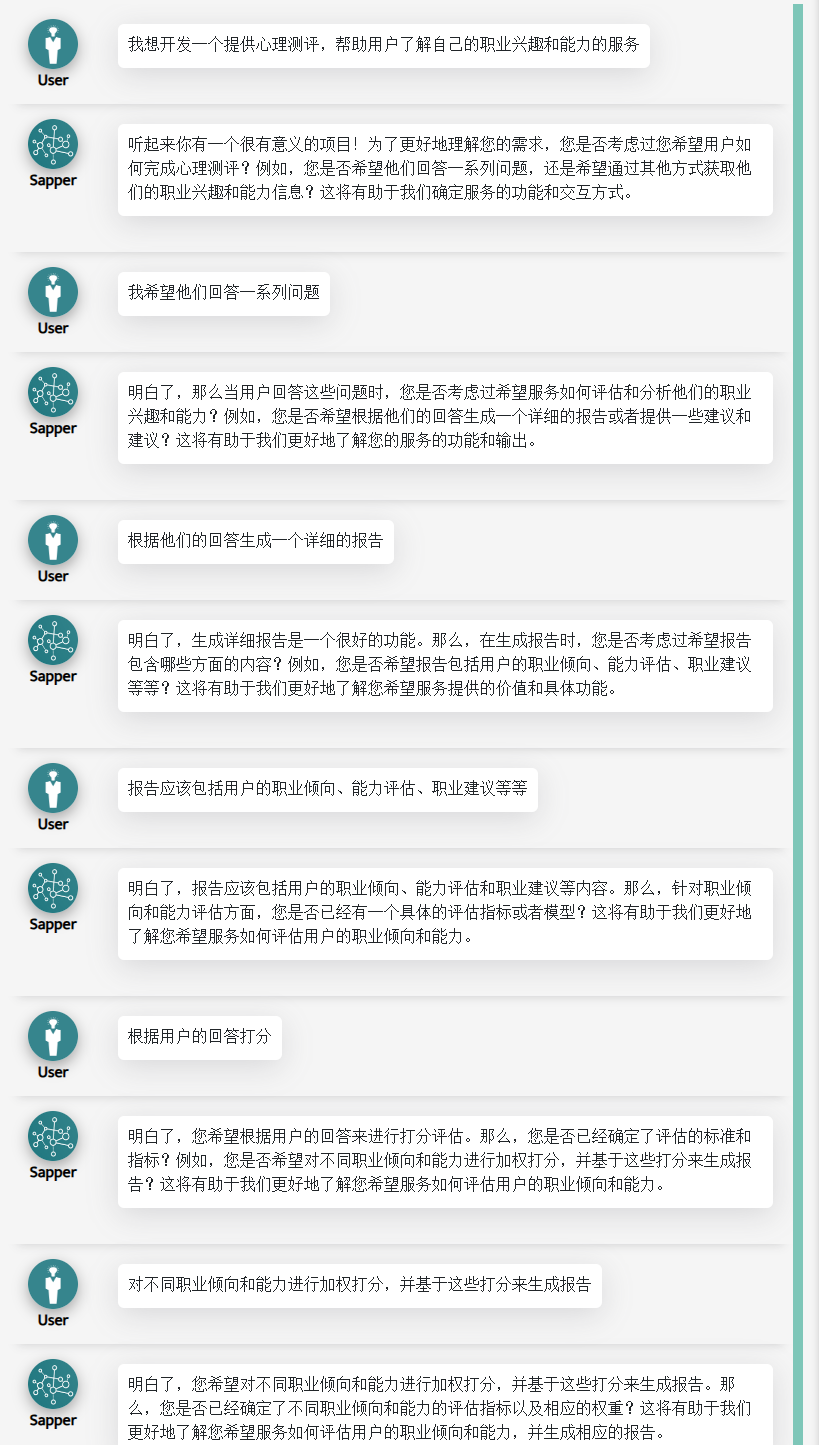 我想开发一个提供心理测评，帮助用户了解自己的职业兴趣和能力的服务
User
听起来你有一个很有意义的项目！为了更好地理解您的需求，您是否考虑过您希望用户如
何完成心理测评？例如，您是否希望他们回答一系列问题，还是希望通过其他方式获取他
们的职业兴趣和能力信息？这将有助于我们确定服务的功能和交互方式。
Sapper
我希望他们回答一系列问题
User
明白了，那么当用户回答这些问题时，您是否考虑过希望服务如何评估和分析他们的职业
兴趣和能力？例如，您是否希望根据他们的回答生成一个详细的报告或者提供一些建议和
建议？这将有助于我们更好地了解您的服务的功能和输出。
Sapper
根据他们的回答生成一个详细的报告
User
明白了，生成详细报告是一个很好的功能。那么，在生成报告时，您是否考虑过希望报告
包含哪些方面的内容？例如，您是否希望报告包括用户的职业倾向、能力评估、职业建议
等等？这将有助于我们更好地了解您希望服务提供的价值和具体功能。
Sapper
报告应该包括用户的职业倾向、能力评估、职业建议等等
User
明白了，报告应该包括用户的职业倾向、能力评估和职业建议等内容。那么，针对职业倾
向和能力评估方面，您是否已经有一个具体的评估指标或者模型？这将有助于我们更好地
了解您希望服务如何评估用户的职业倾向和能力。
Sapper
根据用户的回答打分
User
明白了，您希望根据用户的回答来进行打分评估。那么，您是否已经确定了评估的标准和
指标？例如，您是否希望对不同职业倾向和能力进行加权打分，并基于这些打分来生成报
告？这将有助于我们更好地了解您希望服务如何评估用户的职业倾向和能力。
Sapper
对不同职业倾向和能力进行加权打分，并基于这些打分来生成报告
User
明白了，您希望对不同职业倾向和能力进行加权打分，并基于这些打分来生成报告。那
么，您是否已经确定了不同职业倾向和能力的评估指标以及相应的权重？这将有助于我们
更好地了解您希望服务如何评估用户的职业倾向和能力，并生成相应的报告。
Sapper